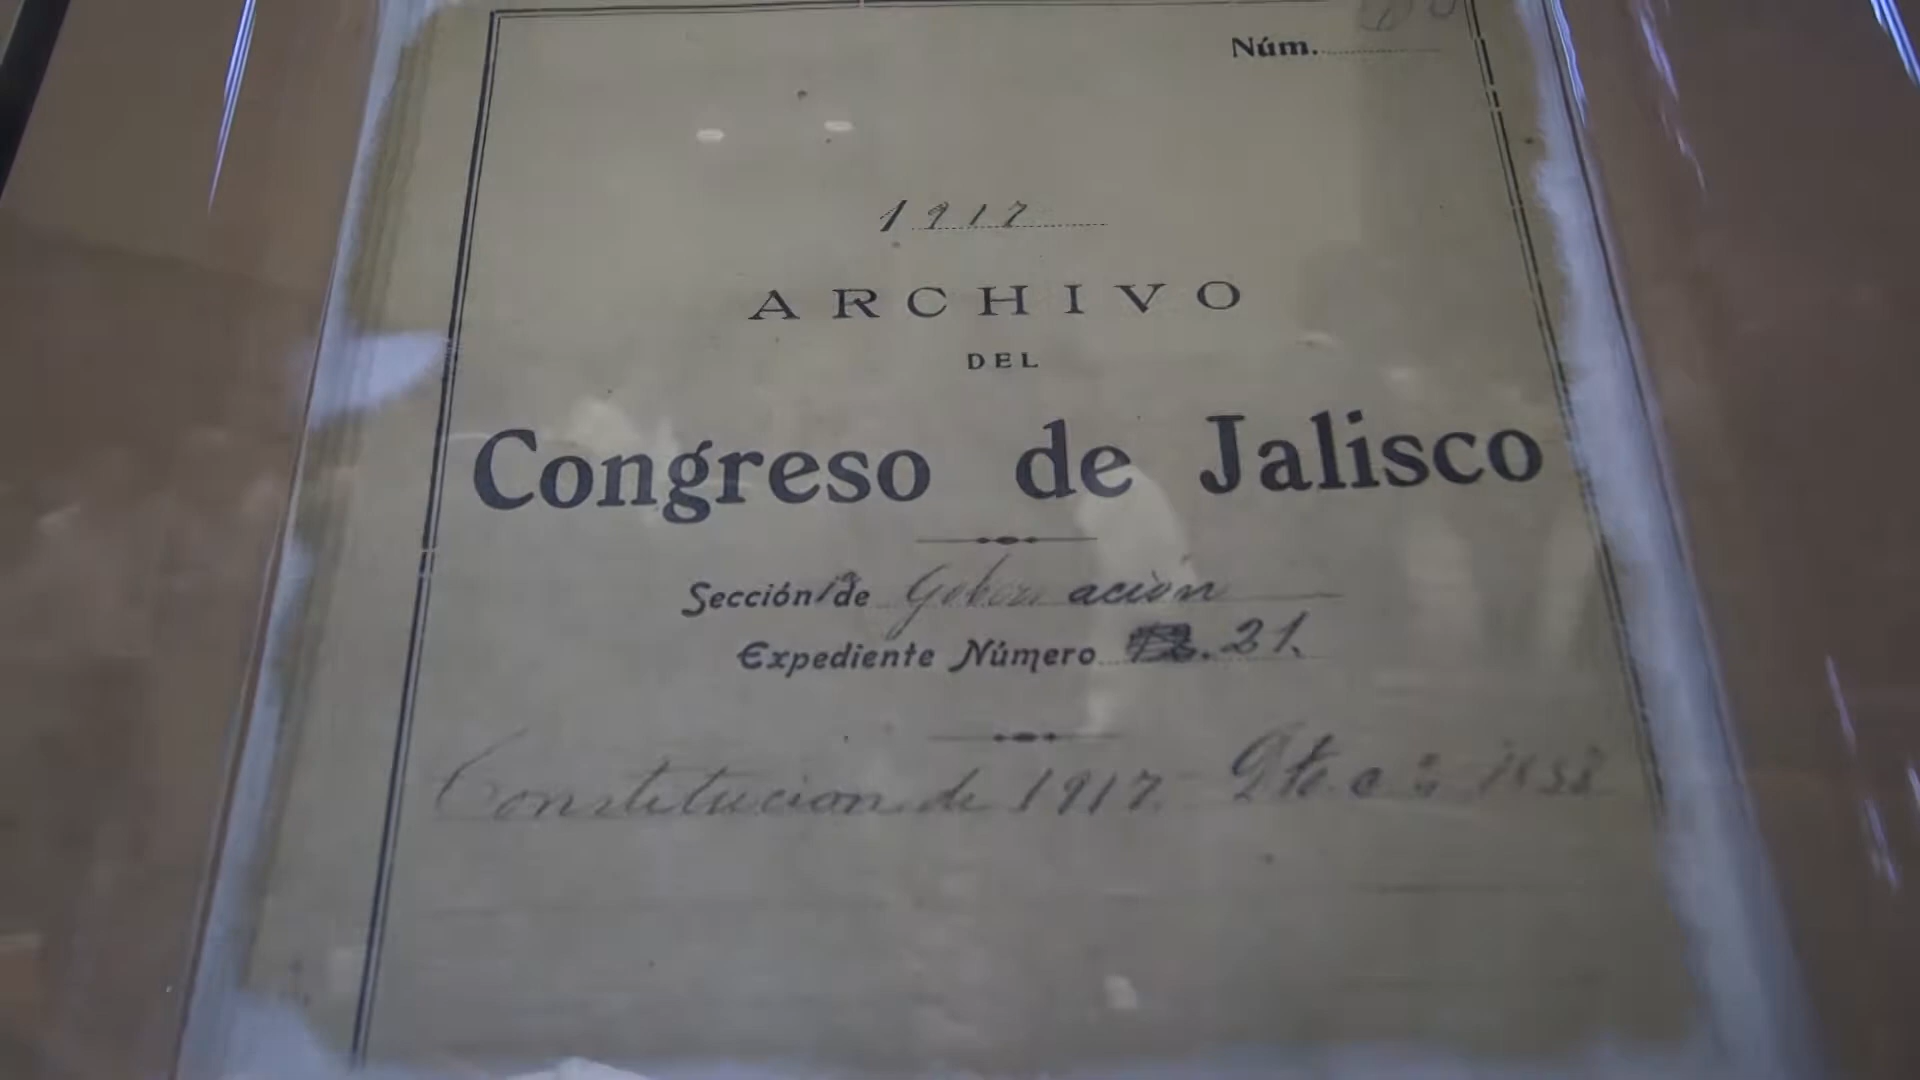 Núm.
1917
ARCHIVO
DEL
Congreso de Jalisco
Sección de Gobernación
Expediente Número 21.
Constitucion de 1917.